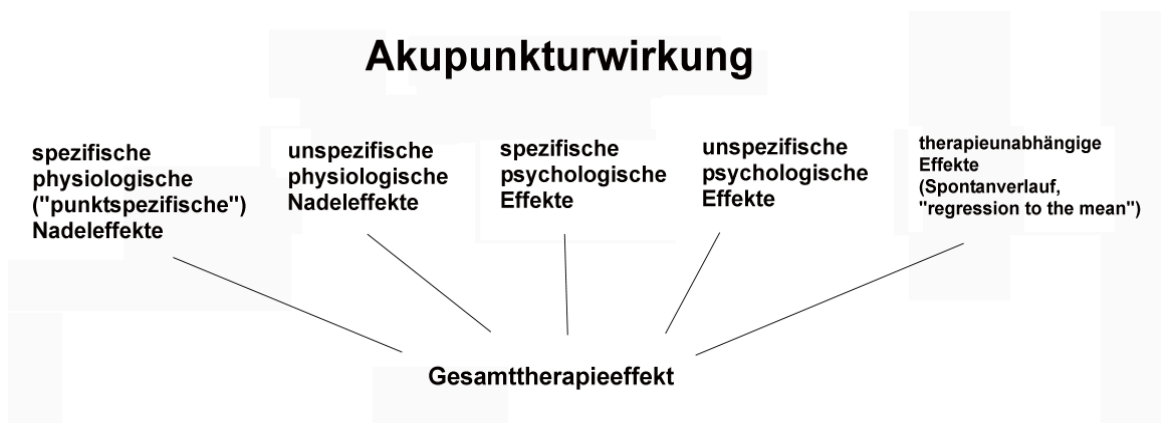 Akupunkturwirkung
spezifische
physiologische
("punktspezifische")
Nadeleffekte
unspezifische
physiologische
Nadeleffekte
spezifische
psychologische
Effekte
unspezifische
psychologische
Effekte
therapieunabhängige
Effekte
(Spontanverlauf,
"regression to the mean")
Gesamttherapieeffekt